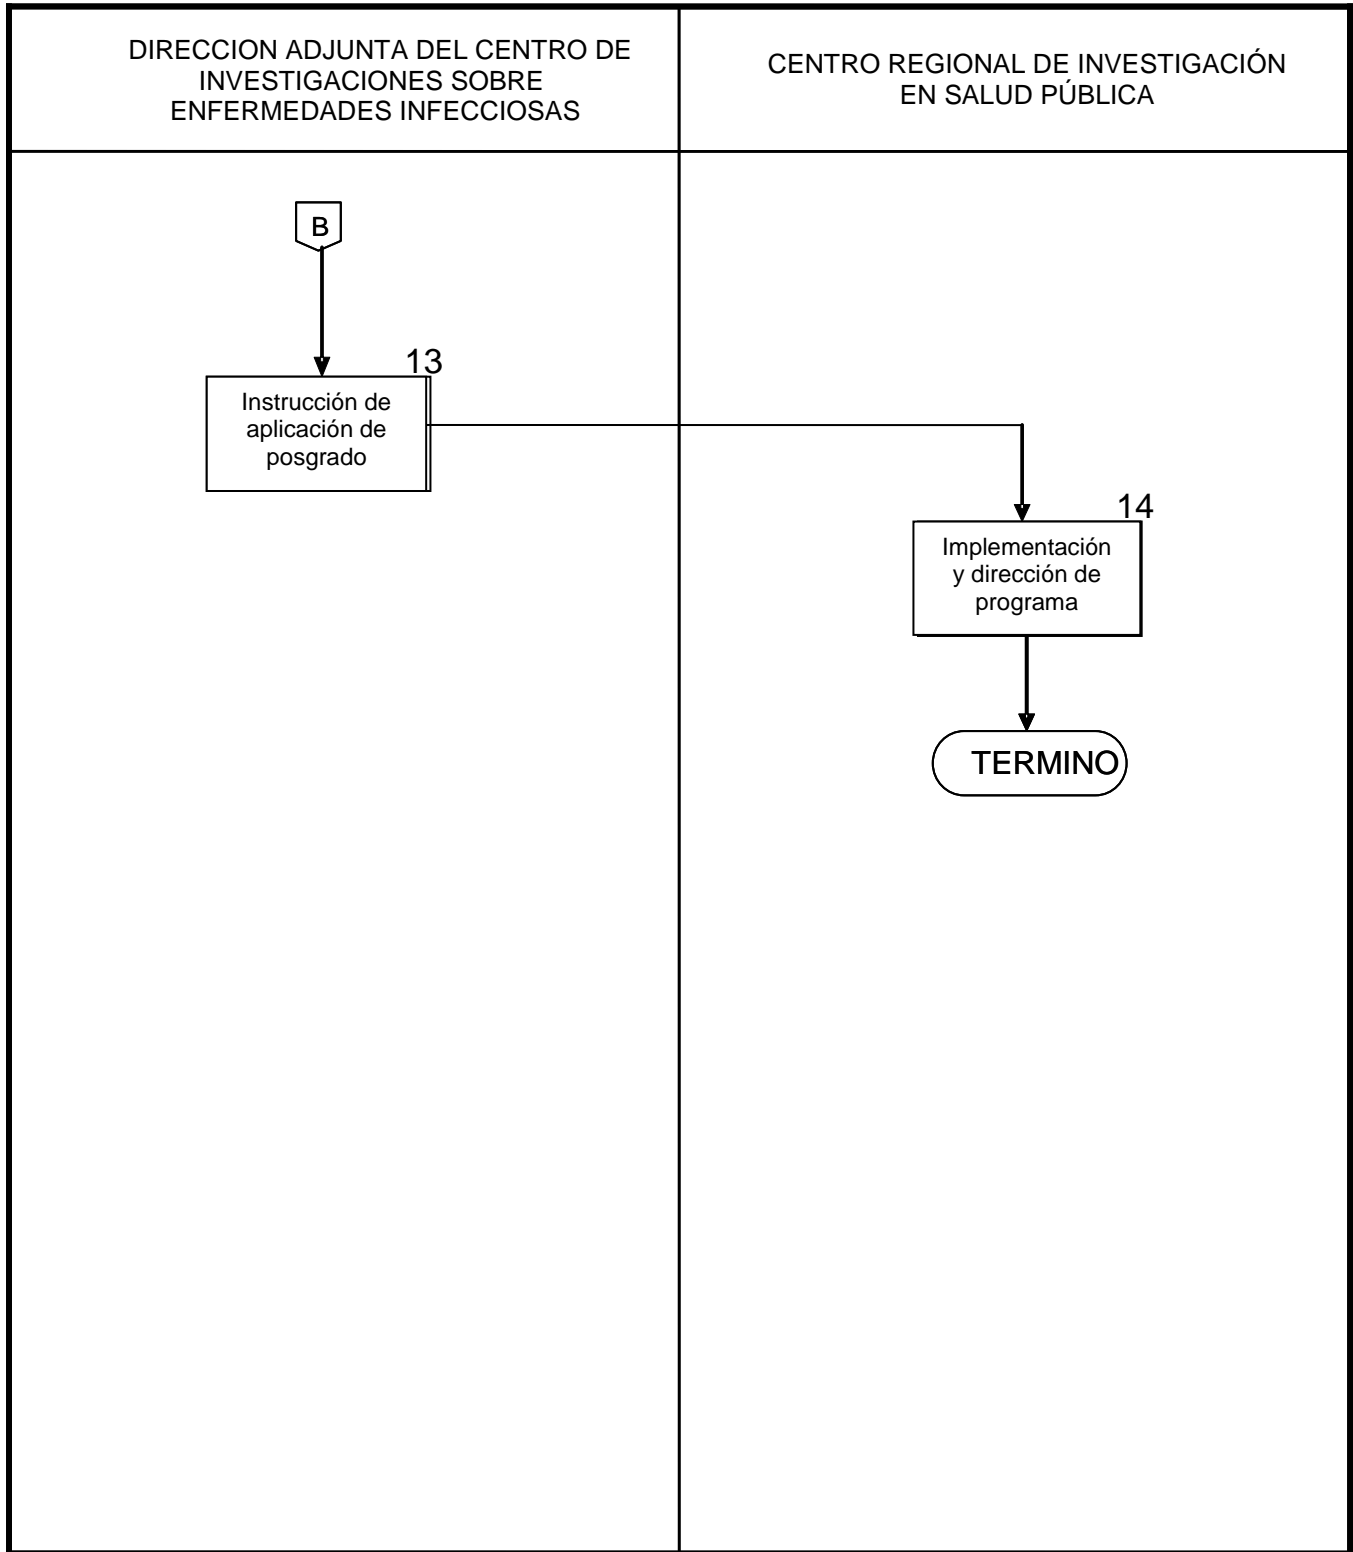 DIRECCION ADJUNTA DEL CENTRO DE
INVESTIGACIONES SOBRE
ENFERMEDADES INFECCIOSAS
CENTRO REGIONAL DE INVESTIGACIÓN
EN SALUD PÚBLICA
B
13
Instrucción de
aplicación de
posgrado
14
Implementación
y dirección de
programa
TERMINO